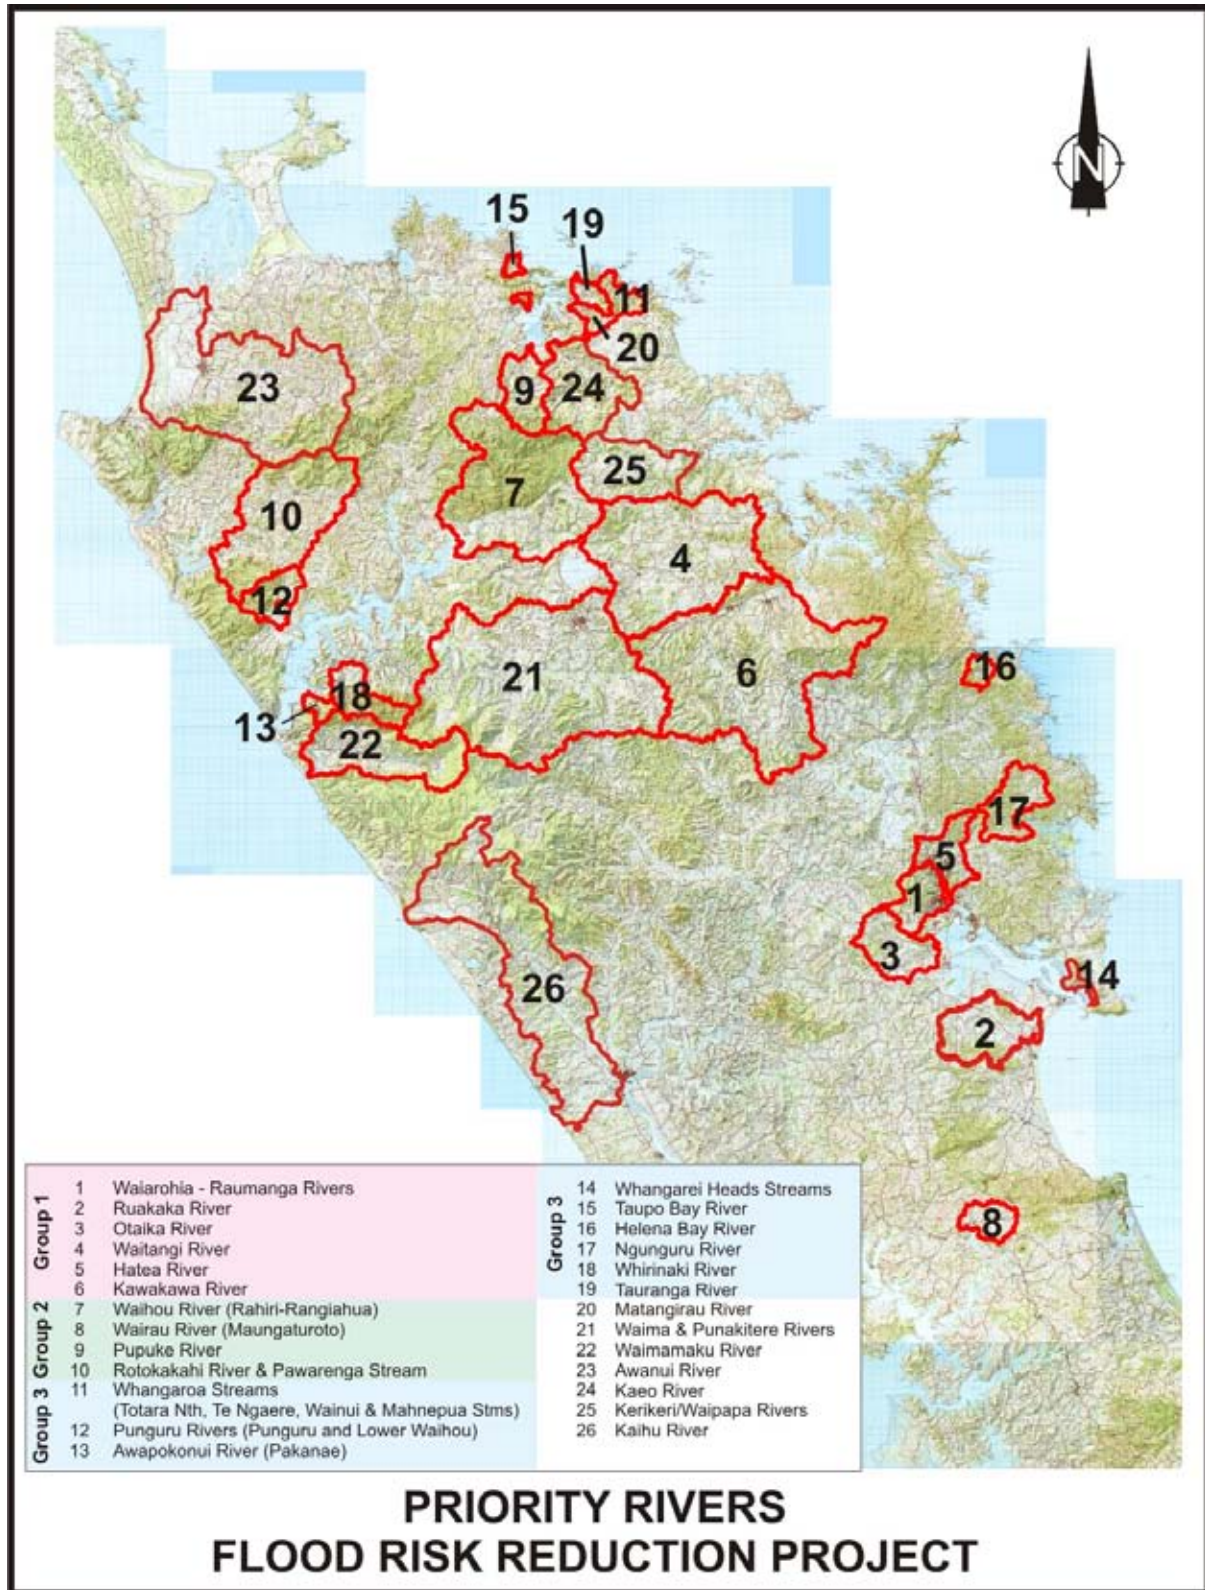 N
15
19
11
20
23
9
24
25
7
10
4
12
21
6
16
18
13
22
17
5
1
3
26
14
2
8
Group 1
1 Waiarohia - Raumanga Rivers
2 Ruakaka River
3 Otaika River
4 Waitangi River
5 Hatea River
6 Kawakawa River
Group 2
7 Waihou River (Rahiri-Rangiahua)
8 Wairau River (Maungaturoto)
9 Pupuke River
10 Rotokakahi River & Pawarenga Stream
Group 3
11 Whangaroa Streams
(Totara Nth, Te Ngaere, Wainui & Mahnepua Stms)
12 Punguru Rivers (Punguru and Lower Waihou)
13 Awapokonui River (Pakanae)
Group 3
14 Whangarei Heads Streams
15 Taupo Bay River
16 Helena Bay River
17 Ngunguru River
18 Whirinaki River
19 Tauranga River
20 Matangirau River
21 Waima & Punakitere Rivers
22 Waimamaku River
23 Awanui River
24 Kaeo River
25 Kerikeri/Waipapa Rivers
26 Kaihu River
PRIORITY RIVERS
FLOOD RISK REDUCTION PROJECT